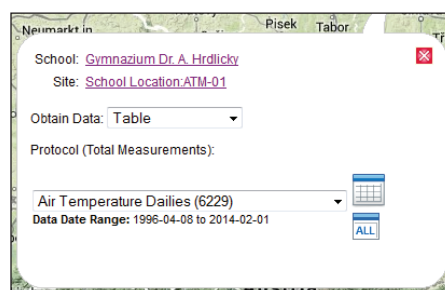 Neumarkt in
Pisek Tabor
School: Gymnazium Dr. A. Hrdlicky
Site: School Location:ATM-01
Obtain Data: Table
Protocol (Total Measurements):
Air Temperature Dailies (6229)
Data Date Range: 1996-04-08 to 2014-02-01
ALL